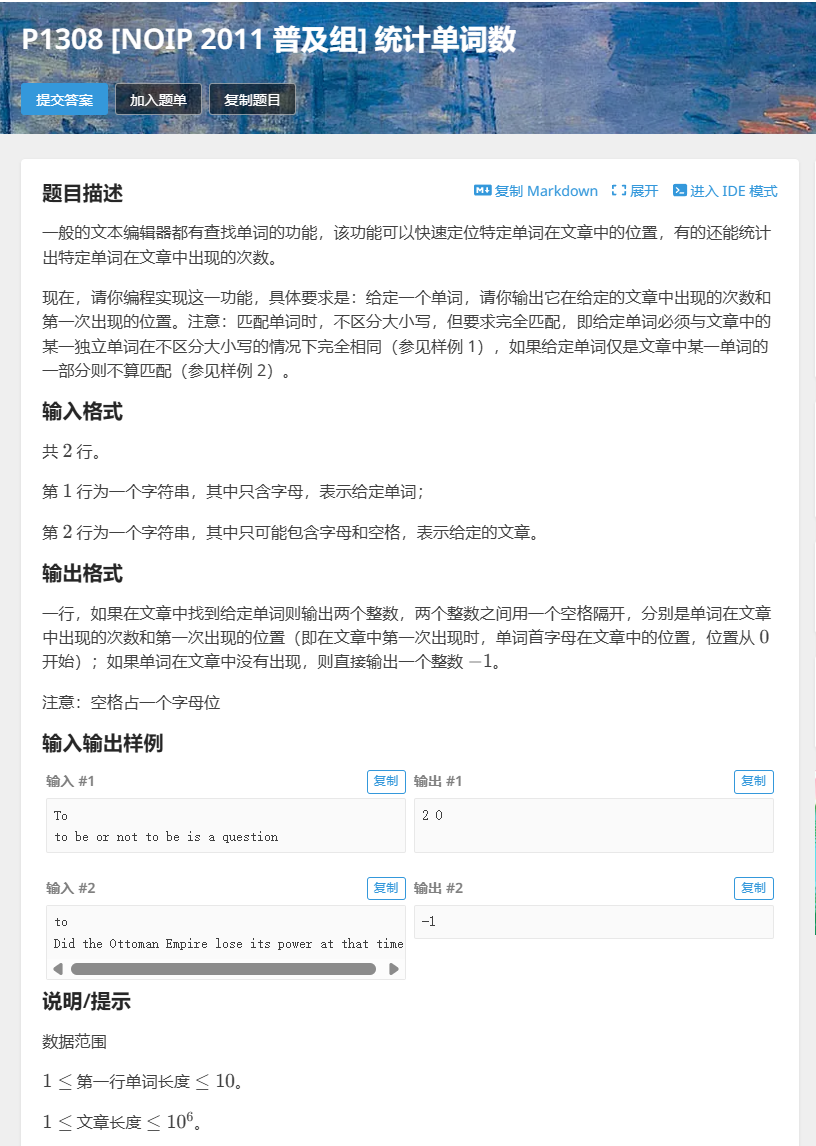 P1308 [NOIP 2011 普及组] 统计单词数
提交答案 加入题单 复制题目
题目描述 复制 Markdown 展开 进入 IDE 模式
一般的文本编辑器都有查找单词的功能，该功能可以快速定位特定单词在文章中的位置，有的还能统计
出特定单词在文章中出现的次数。
现在，请你编程实现这一功能，具体要求是：给定一个单词，请你输出它在给定的文章中出现的次数和
第一次出现的位置。注意：匹配单词时，不区分大小写，但要求完全匹配，即给定单词必须与文章中的
某一独立单词在不区分大小写的情况下完全相同（参见样例 1），如果给定单词仅是文章中某一单词的
一部分则不算匹配（参见样例 2）。
输入格式
共 2 行。
第 1 行为一个字符串，其中只含字母，表示给定单词；
第 2 行为一个字符串，其中只可能包含字母和空格，表示给定的文章。
输出格式
一行，如果在文章中找到给定单词则输出两个整数，两个整数之间用一个空格隔开，分别是单词在文章
中出现的次数和第一次出现的位置（即在文章中第一次出现时，单词首字母在文章中的位置，位置从 0
开始）；如果单词在文章中没有出现，则直接输出一个整数 −1。
注意：空格占一个字母位
输入输出样例
输入 #1 复制 输出 #1 复制
To
to be or not to be is a question
2 0
输入 #2 复制 输出 #2 复制
to
Did the Ottoman Empire lose its power at that time
-1
说明/提示
数据范围
1 ≤ 第一行单词长度 ≤ 10。
1 ≤ 文章长度 ≤ 10⁶。